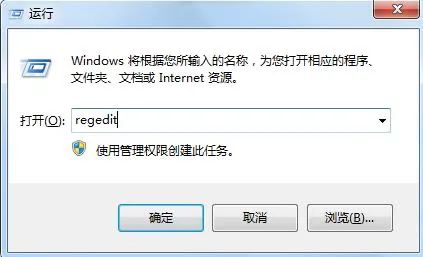 运行
Windows 将根据您所输入的名称，为您打开相应的程序、
文件夹、文档或 Internet 资源。
打开(O): regedit
使用管理权限创建此任务。
确定 取消 浏览(B)...